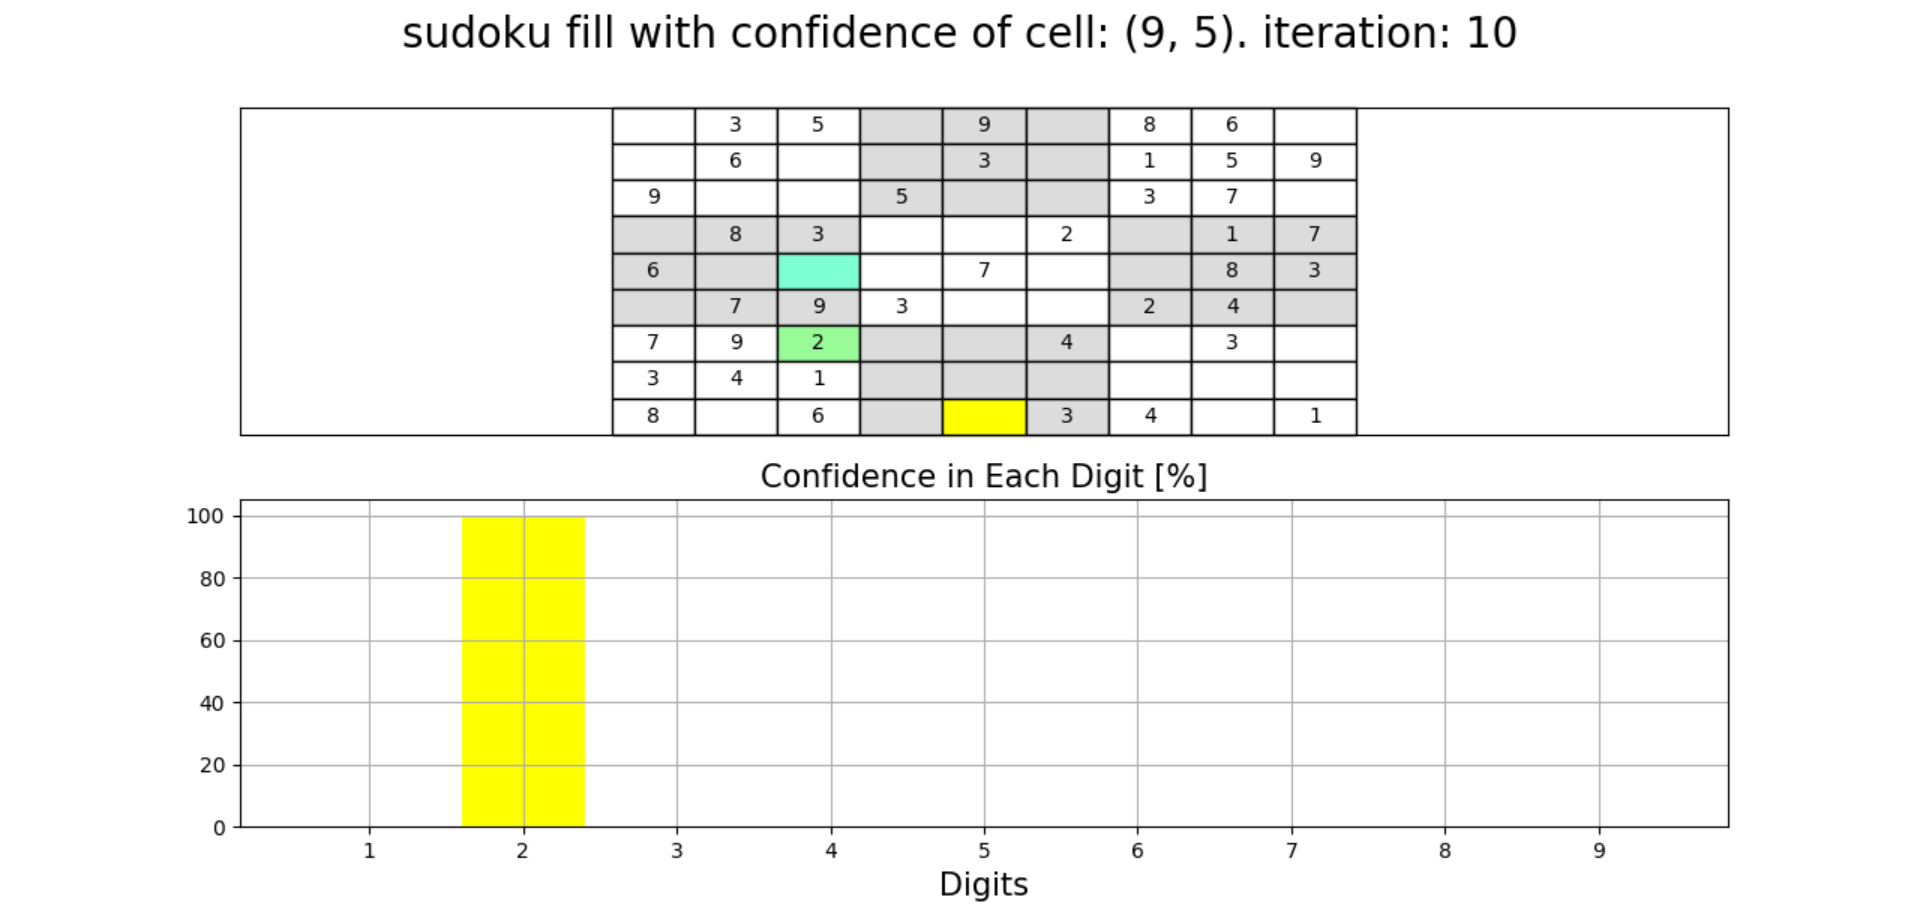 sudoku fill with confidence of cell: (9, 5). iteration: 10
3 5 9 8 6
6 3 1 5 9
9 5 3 7
8 3 2 1 7
6 7 8 3
7 9 3 2 4
7 9 2 4 3
3 4 1
8 6 3 4 1
Confidence in Each Digit [%]
100
80
60
40
20
0
1 2 3 4 5 6 7 8 9
Digits